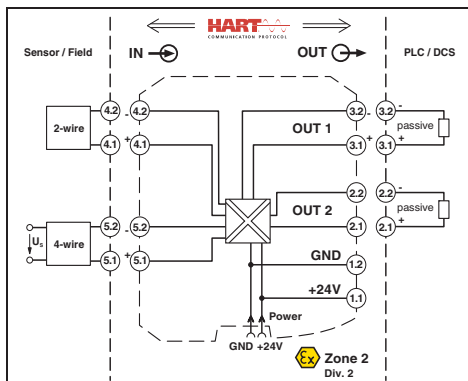 HART
COMMUNICATION PROTOCOL
Sensor / Field
IN
OUT
PLC / DCS
2-wire
4.2
-
4.2
4.1
+
4.1
OUT 1
3.2
-
3.2
-
passive
3.1
+
3.1
+
OUT 2
2.2
2.2
-
passive
2.1
2.1
+
Us
4-wire
5.2
-
5.2
5.1
+
5.1
GND
1.2
+24V
1.1
Power
GND +24V
Ex
Zone 2
Div. 2